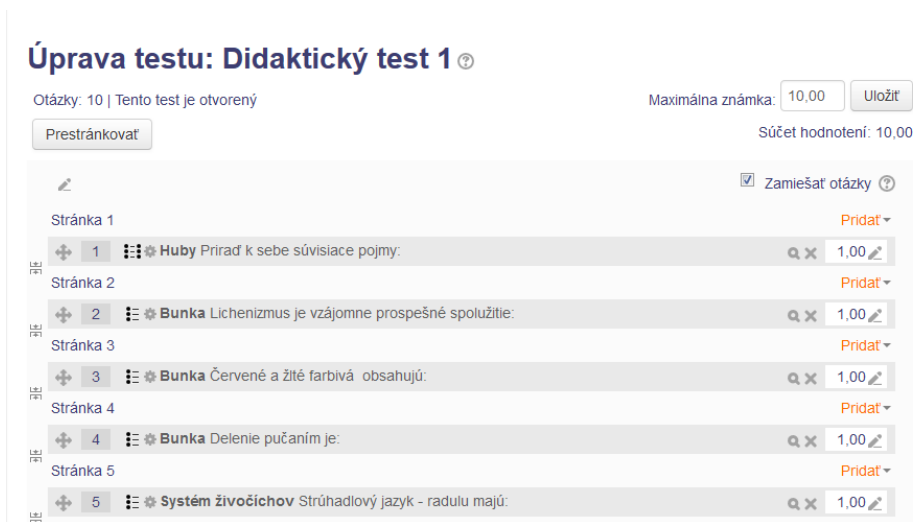 Úprava testu: Didaktický test 1
Otázky: 10 | Tento test je otvorený
Maximálna známka: 10,00 Uložiť
Prestránkovať
Súčet hodnotení: 10,00
Zamiešať otázky
Stránka 1 Pridať
1 Huby Priraď k sebe súvisiace pojmy: 1,00
Stránka 2 Pridať
2 Bunka Lichenizmus je vzájomne prospešné spolužitie: 1,00
Stránka 3 Pridať
3 Bunka Červené a žlté farbivá obsahujú: 1,00
Stránka 4 Pridať
4 Bunka Delenie pučaním je: 1,00
Stránka 5 Pridať
5 Systém živočíchov Strúhadlový jazyk - radulu majú: 1,00